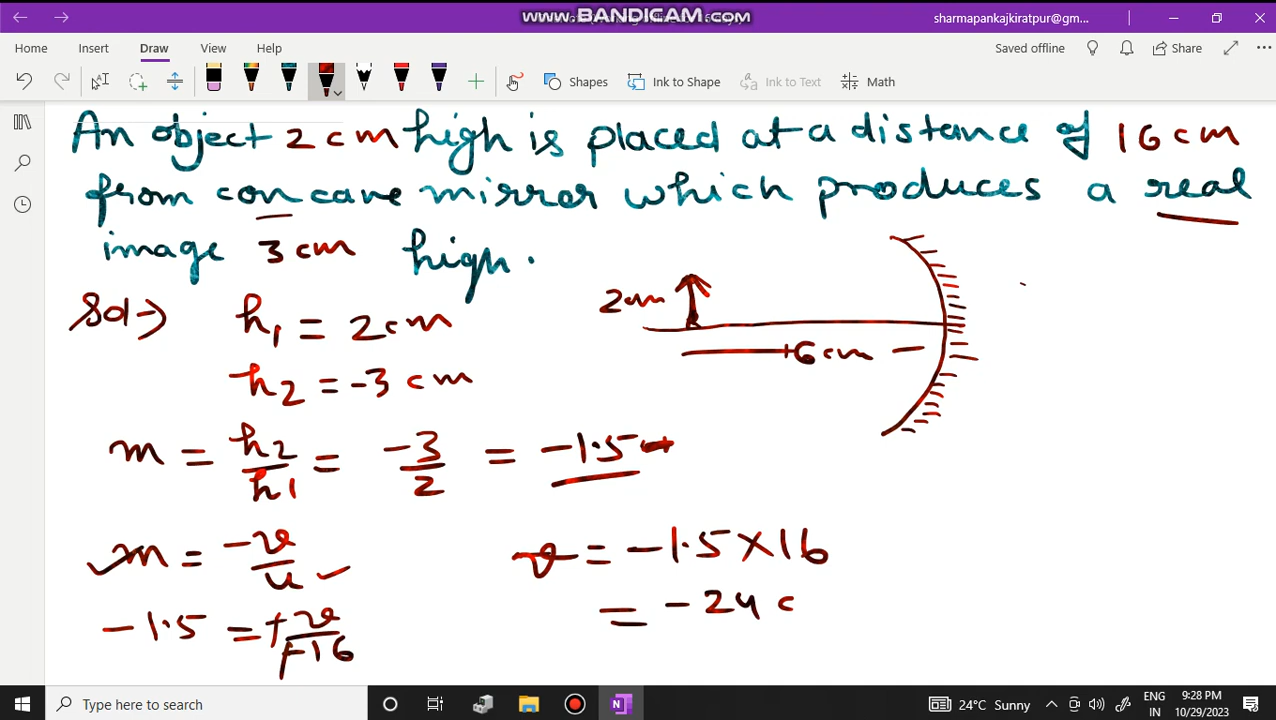 www.BANDICAM.com
sharmapankajkiratpur@gm...
Home Insert Draw View Help Saved offline Share
Shapes Ink to Shape Ink to Text Math
An object 2 cm high is placed at a distance of 16 cm
from concave mirror which produces a real
image 3 cm high.
Sol→ h1 = 2 cm
2cm
16 cm
h2 = -3 cm
m = h2/h1 = -3/2 = -1.5
m = -v/u
v = -1.5 × 16
-1.5 = +v/+16
= -24 c
Type here to search
24°C Sunny
ENG
IN
9:28 PM
10/29/2023